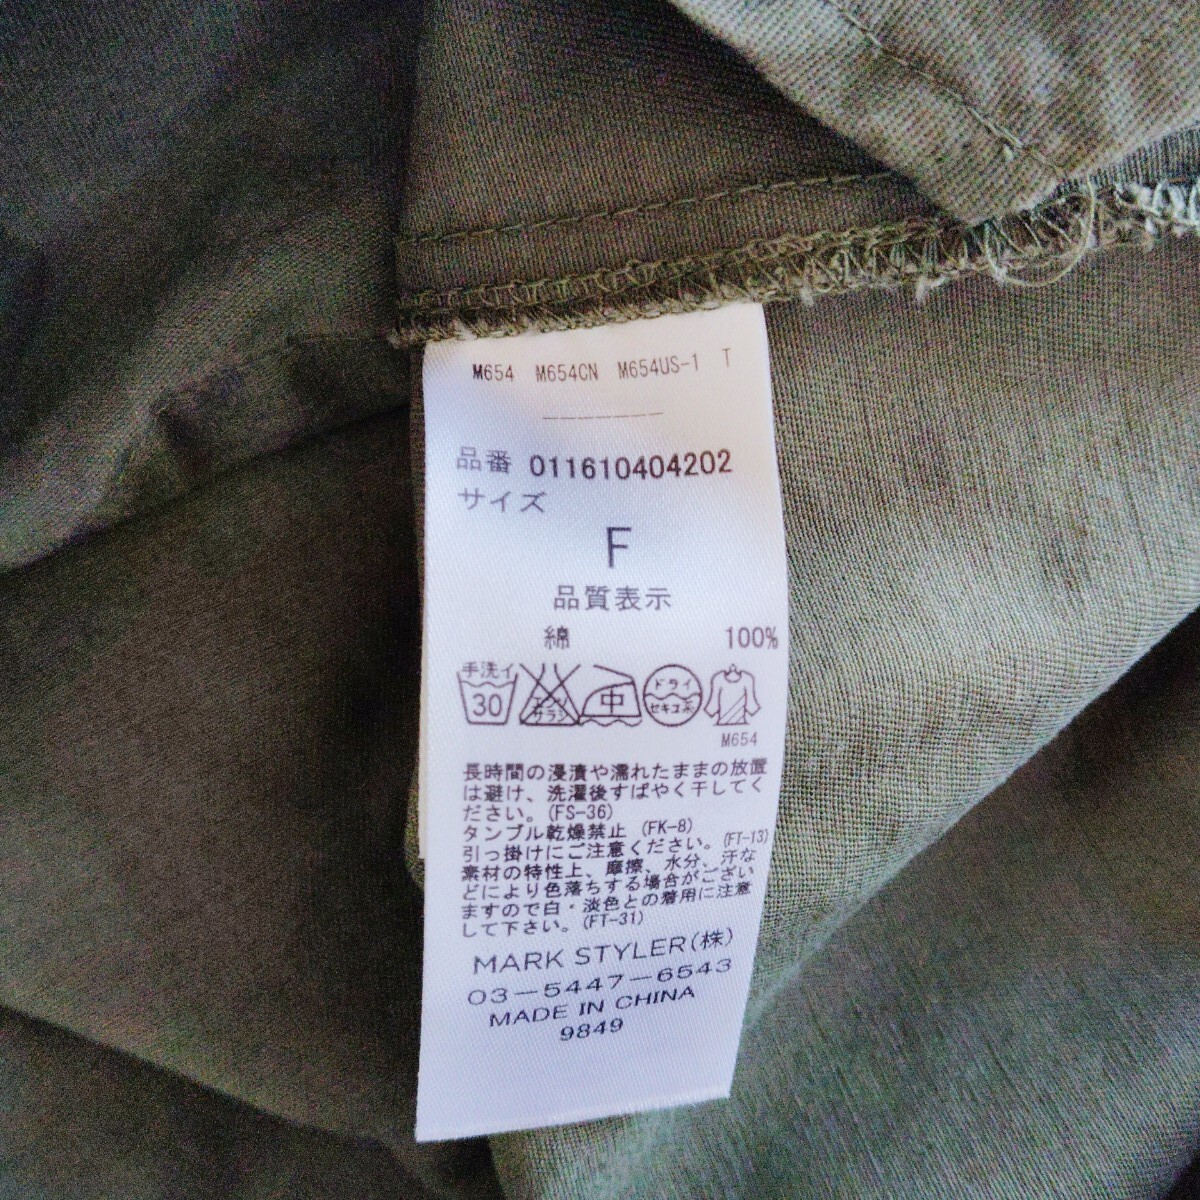 M654 M654CN M654US-1 T
品番 011610404202
サイズ
F
品質表示
綿 100%
手洗イ
30
エンソ
サラシ
中
ドライ
セキユ系
M654
長時間の浸漬や濡れたままの放置
は避け、洗濯後すばやく干してく
ださい。(FS-36)
タンブル乾燥禁止 (FK-8)
引っ掛けにご注意ください。(FT-13)
素材の特性上、摩擦、水分、汗な
どにより色落ちする場合がござい
ますので白・淡色との着用に注意
して下さい。(FT-31)
MARK STYLER(株)
03-5447-6543
MADE IN CHINA
9849